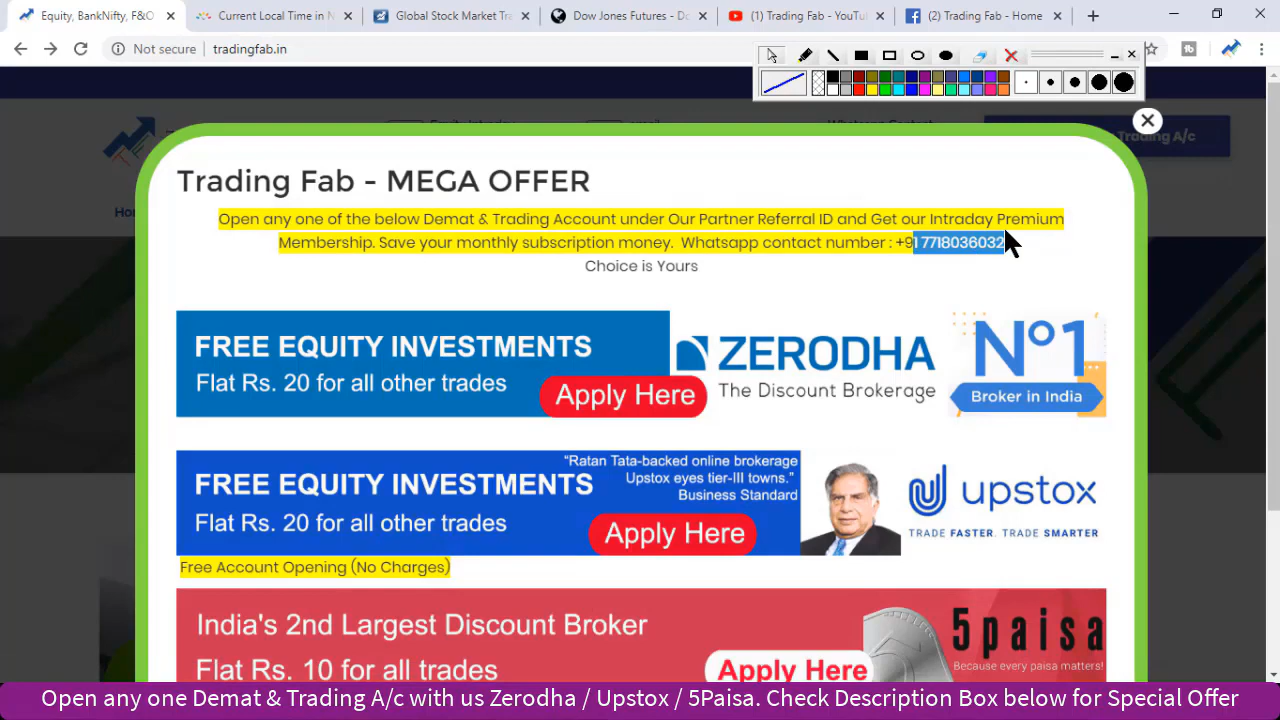 Equity, BankNifty, F&O
Current Local Time in N
Global Stock Market Tra
Dow Jones Futures - Do
(1) Trading Fab - YouTu
(2) Trading Fab - Home
Not secure
tradingfab.in
Trading A/c
Trading Fab - MEGA OFFER
Open any one of the below Demat & Trading Account under Our Partner Referral ID and Get our Intraday Premium
Membership. Save your monthly subscription money. Whatsapp contact number : +91 7718036032
Choice is Yours
FREE EQUITY INVESTMENTS
Flat Rs. 20 for all other trades
Apply Here
ZERODHA
The Discount Brokerage
Nº1
Broker in India
FREE EQUITY INVESTMENTS
Flat Rs. 20 for all other trades
"Ratan Tata-backed online brokerage
Upstox eyes tier-III towns."
Business Standard
Apply Here
upstox
TRADE FASTER. TRADE SMARTER
Free Account Opening (No Charges)
India's 2nd Largest Discount Broker
Flat Rs. 10 for all trades
Apply Here
5paisa
Because every paisa matters!
Open any one Demat & Trading A/c with us Zerodha / Upstox / 5Paisa. Check Description Box below for Special Offer